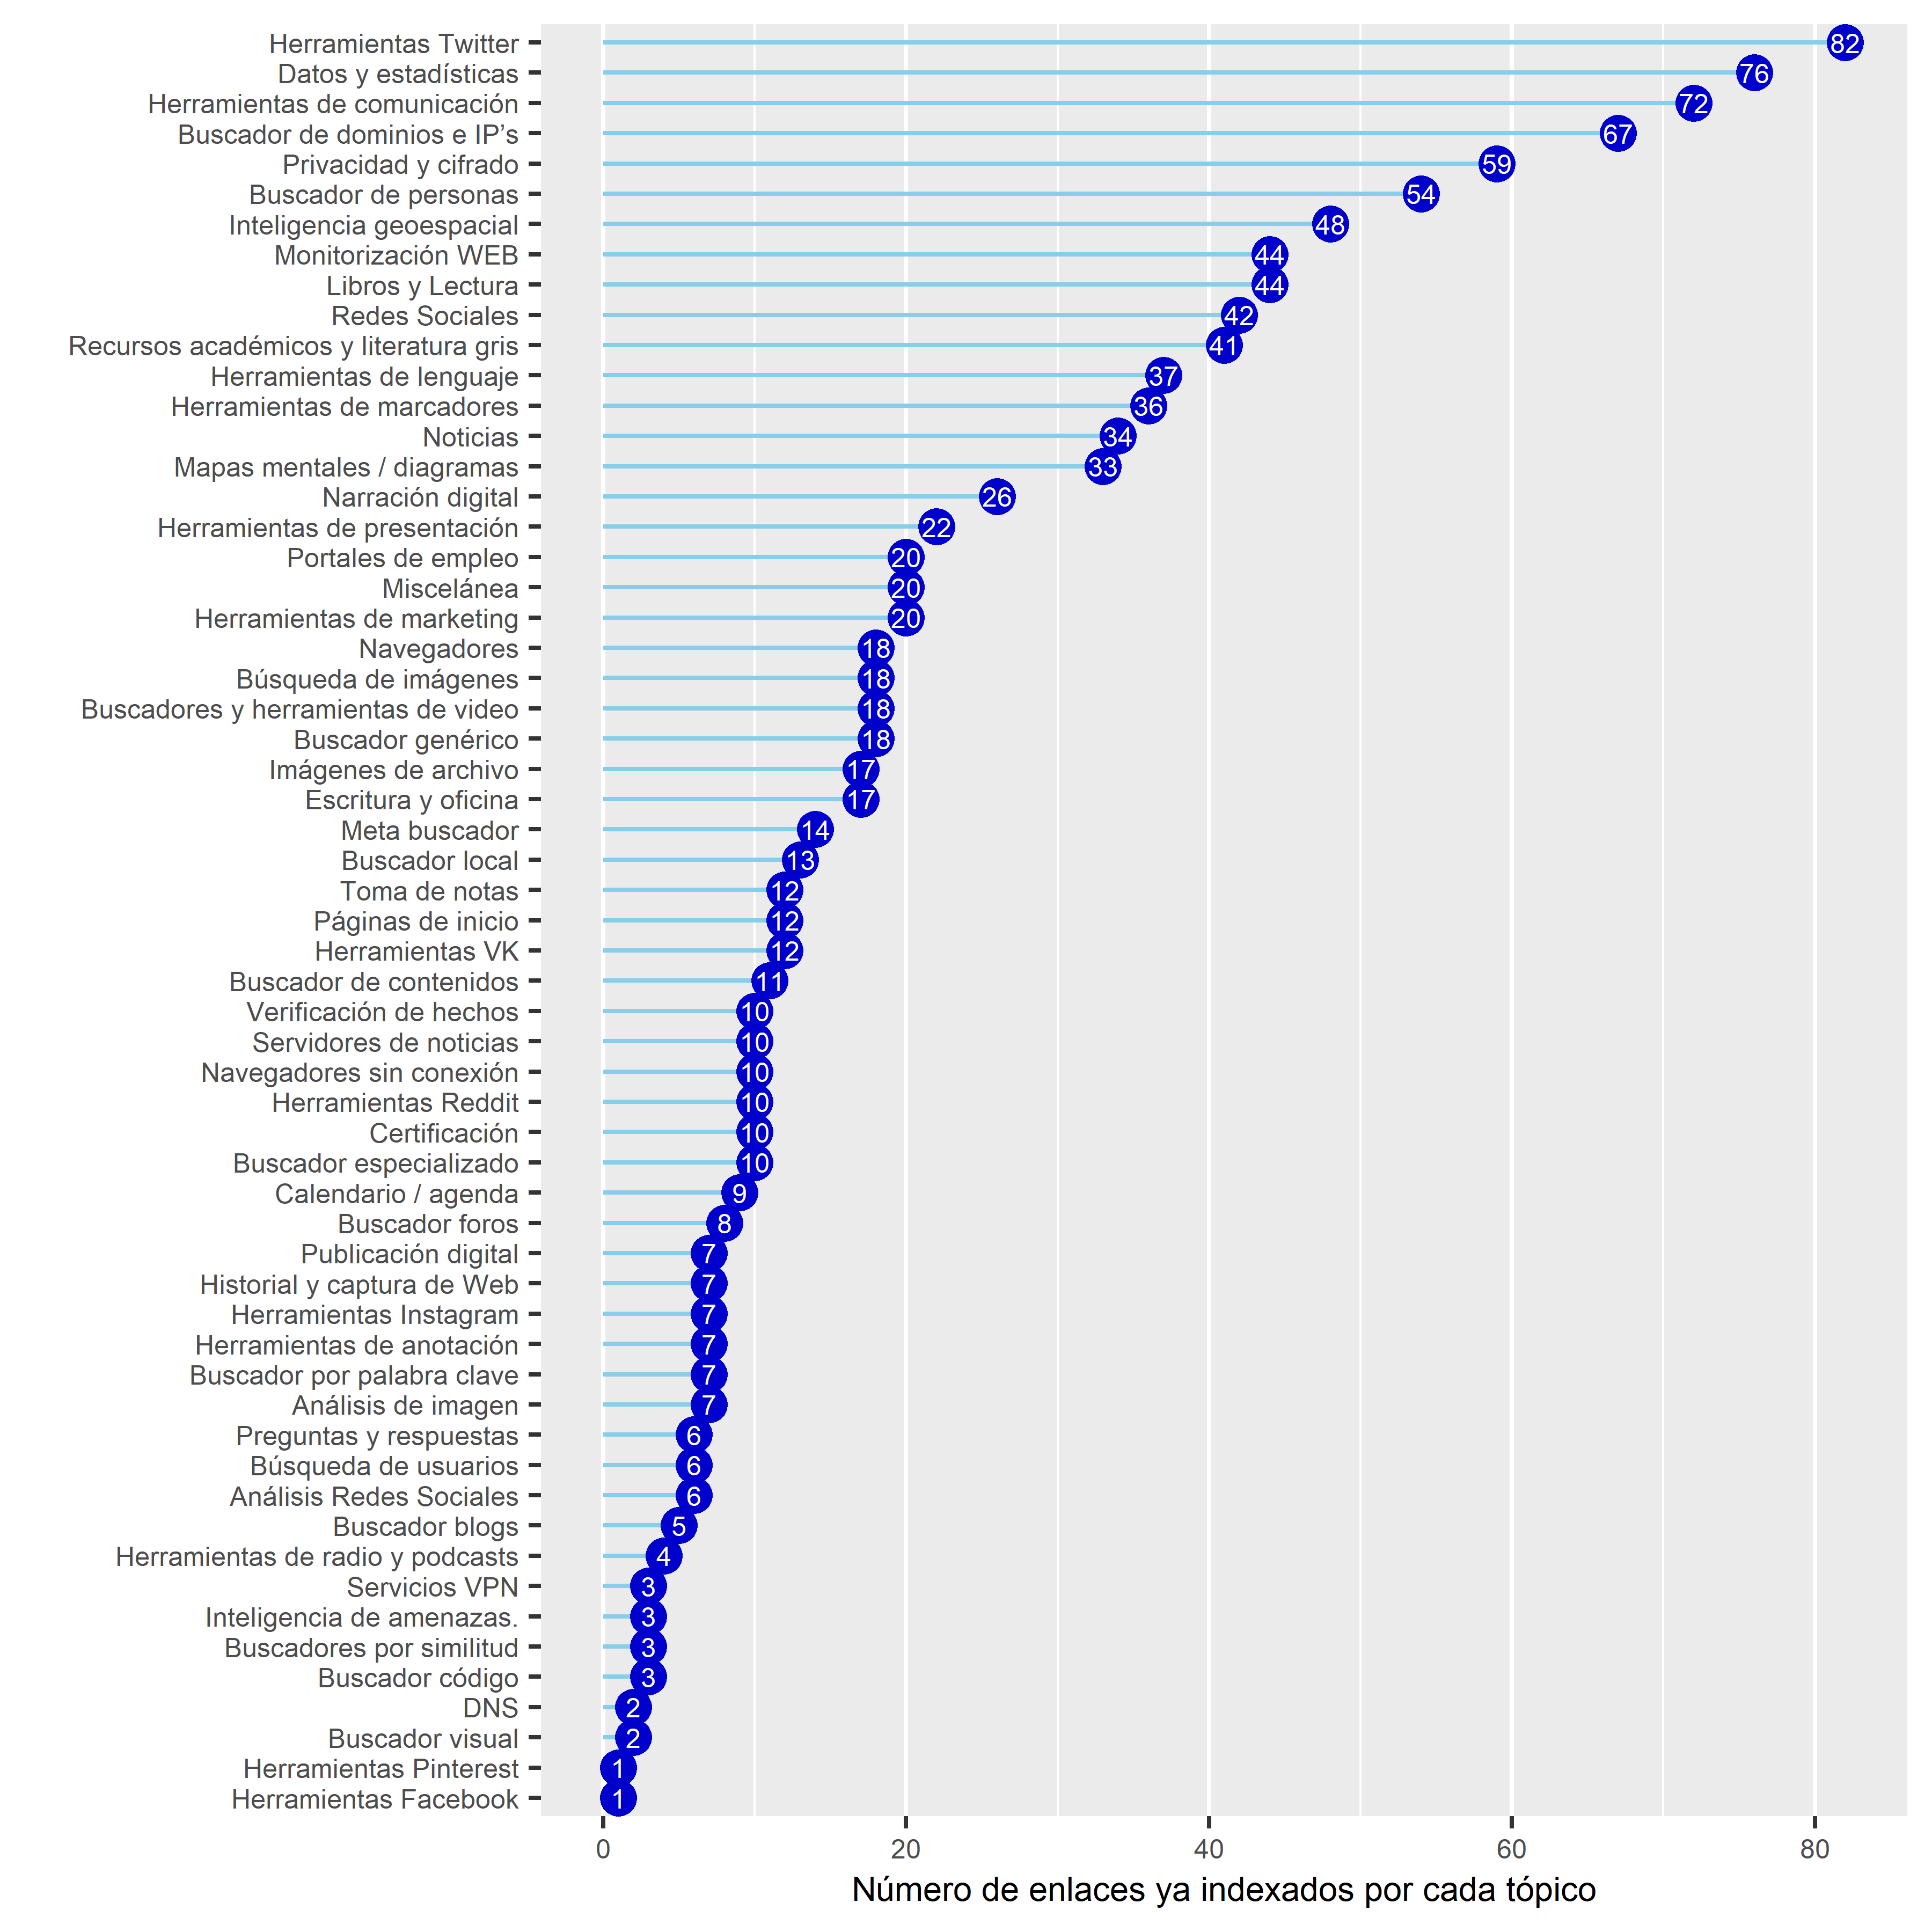 Herramientas Twitter 82
Datos y estadísticas 76
Herramientas de comunicación 72
Buscador de dominios e IP’s 67
Privacidad y cifrado 59
Buscador de personas 54
Inteligencia geoespacial 48
Monitorización WEB 44
Libros y Lectura 44
Redes Sociales 42
Recursos académicos y literatura gris 41
Herramientas de lenguaje 37
Herramientas de marcadores 36
Noticias 34
Mapas mentales / diagramas 33
Narración digital 26
Herramientas de presentación 22
Portales de empleo 20
Miscelánea 20
Herramientas de marketing 20
Navegadores 18
Búsqueda de imágenes 18
Buscadores y herramientas de video 18
Buscador genérico 18
Imágenes de archivo 17
Escritura y oficina 17
Meta buscador 14
Buscador local 13
Toma de notas 12
Páginas de inicio 12
Herramientas VK 12
Buscador de contenidos 11
Verificación de hechos 10
Servidores de noticias 10
Navegadores sin conexión 10
Herramientas Reddit 10
Certificación 10
Buscador especializado 10
Calendario / agenda 9
Buscador foros 8
Publicación digital 7
Historial y captura de Web 7
Herramientas Instagram 7
Herramientas de anotación 7
Buscador por palabra clave 7
Análisis de imagen 7
Preguntas y respuestas 6
Búsqueda de usuarios 6
Análisis Redes Sociales 6
Buscador blogs 5
Herramientas de radio y podcasts 4
Servicios VPN 3
Inteligencia de amenazas. 3
Buscadores por similitud 3
Buscador código 3
DNS 2
Buscador visual 2
Herramientas Pinterest 1
Herramientas Facebook 1
0 20 40 60 80
Número de enlaces ya indexados por cada tópico